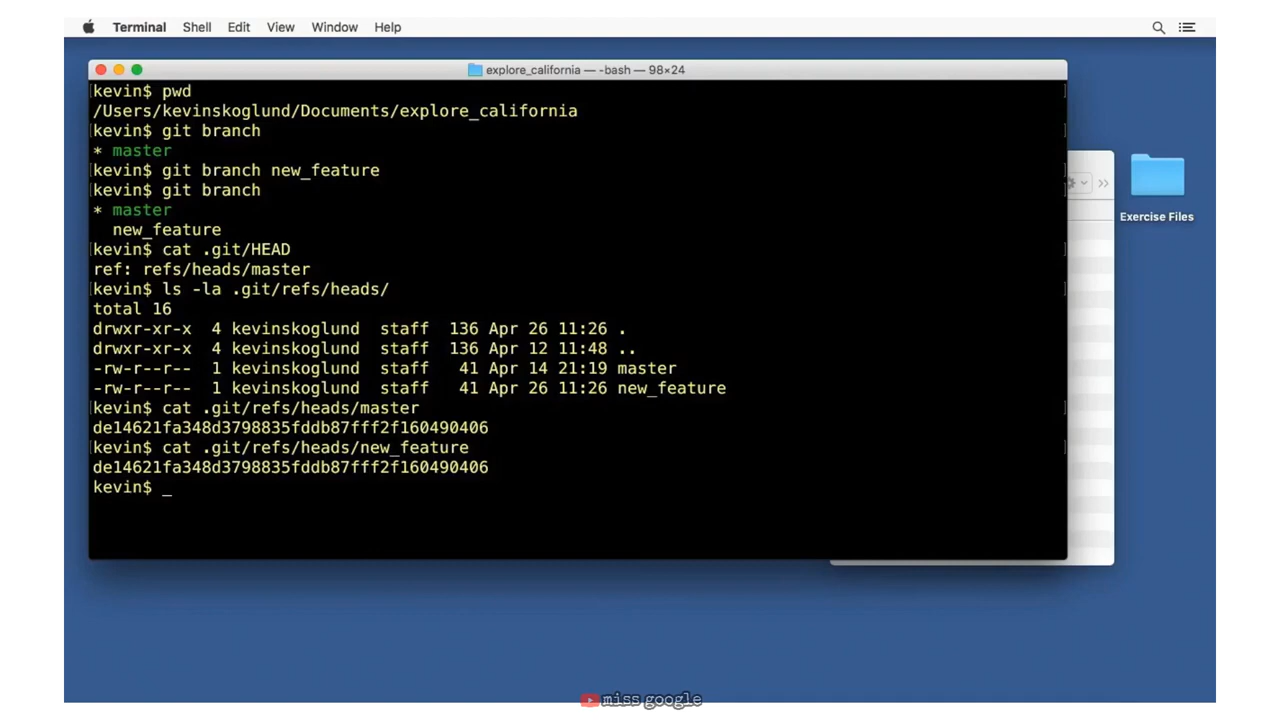 Terminal Shell Edit View Window Help
explore_california — -bash — 98×24
kevin$ pwd
/Users/kevinskoglund/Documents/explore_california
kevin$ git branch
* master
kevin$ git branch new_feature
kevin$ git branch
* master
new_feature
kevin$ cat .git/HEAD
ref: refs/heads/master
kevin$ ls -la .git/refs/heads/
total 16
drwxr-xr-x 4 kevinskoglund staff 136 Apr 26 11:26 .
drwxr-xr-x 4 kevinskoglund staff 136 Apr 12 11:48 ..
-rw-r--r-- 1 kevinskoglund staff 41 Apr 14 21:19 master
-rw-r--r-- 1 kevinskoglund staff 41 Apr 26 11:26 new_feature
kevin$ cat .git/refs/heads/master
de14621fa348d3798835fddb87fff2f160490406
kevin$ cat .git/refs/heads/new_feature
de14621fa348d3798835fddb87fff2f160490406
kevin$ _
Exercise Files
miss google